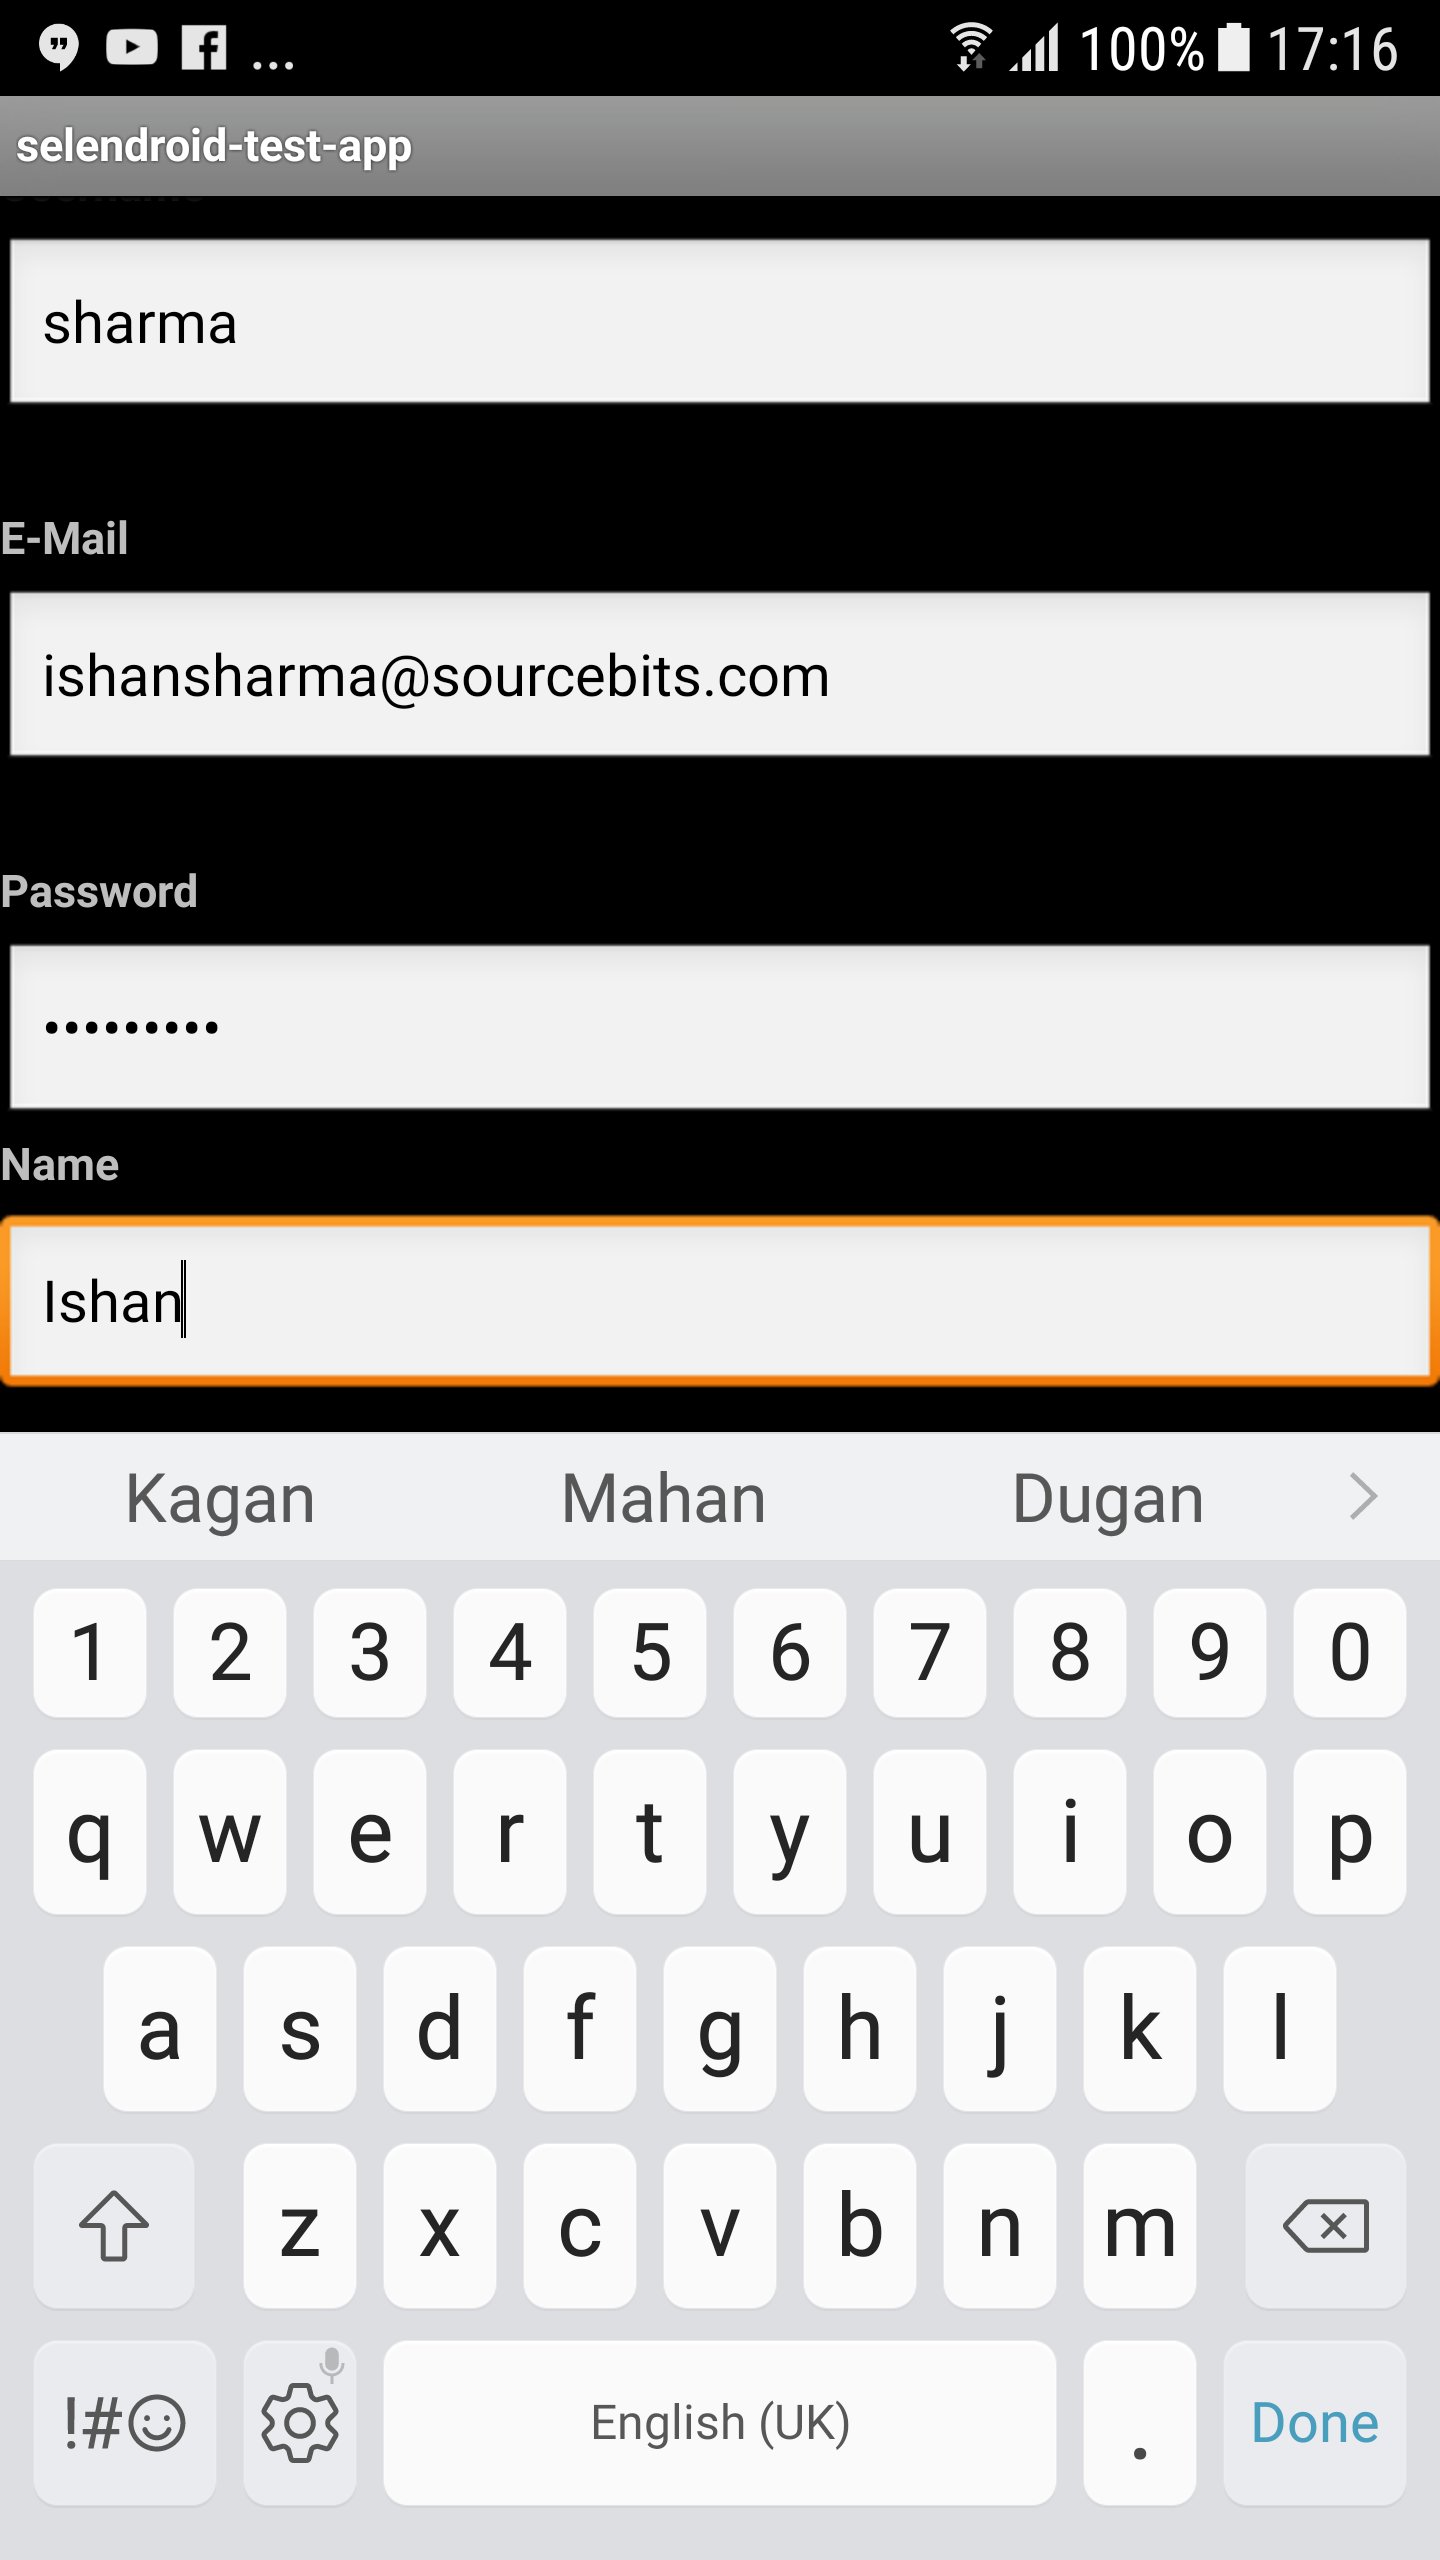 ... 100% 17:16
selendroid-test-app
sharma
E-Mail
ishansharma@sourcebits.com
Password
•••••••••
Name
Ishan
Kagan Mahan Dugan
1 2 3 4 5 6 7 8 9 0
q w e r t y u i o p
a s d f g h j k l
z x c v b n m
!#☺ English (UK) . Done